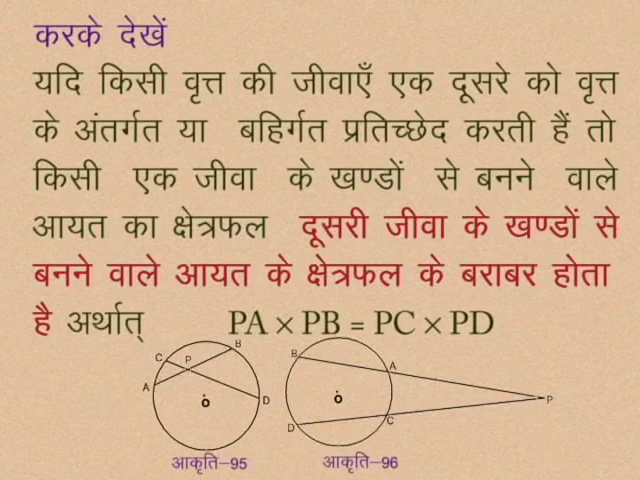 करके देखें
यदि किसी वृत्त की जीवाएँ एक दूसरे को वृत्त
के अंतर्गत या बहिर्गत प्रतिच्छेद करती हैं तो
किसी एक जीवा के खण्डों से बनने वाले
आयत का क्षेत्रफल दूसरी जीवा के खण्डों से
बनने वाले आयत के क्षेत्रफल के बराबर होता
है अर्थात् PA × PB = PC × PD
C P B
A D
O
आकृति–95
B A
P
O
D C
आकृति–96